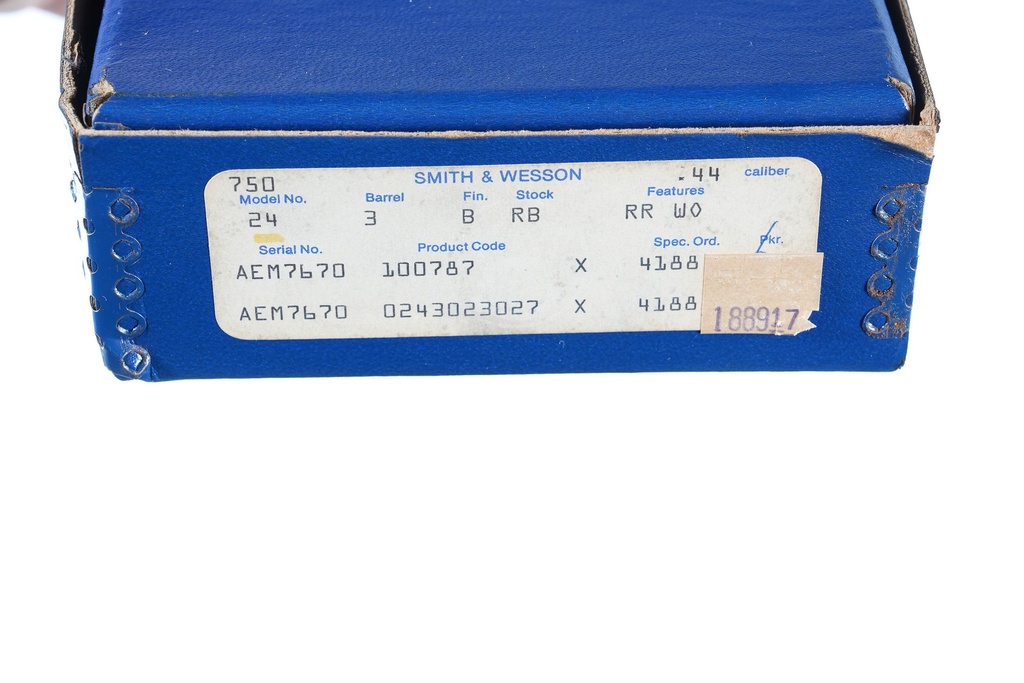 750 SMITH & WESSON .44 caliber
Model No. Barrel Fin. Stock Features
24 3 B RB RR WO
Serial No. Product Code Spec. Ord. Pkr.
AEM7670 100787 X 4188
AEM7670 0243023027 X 4188
188917